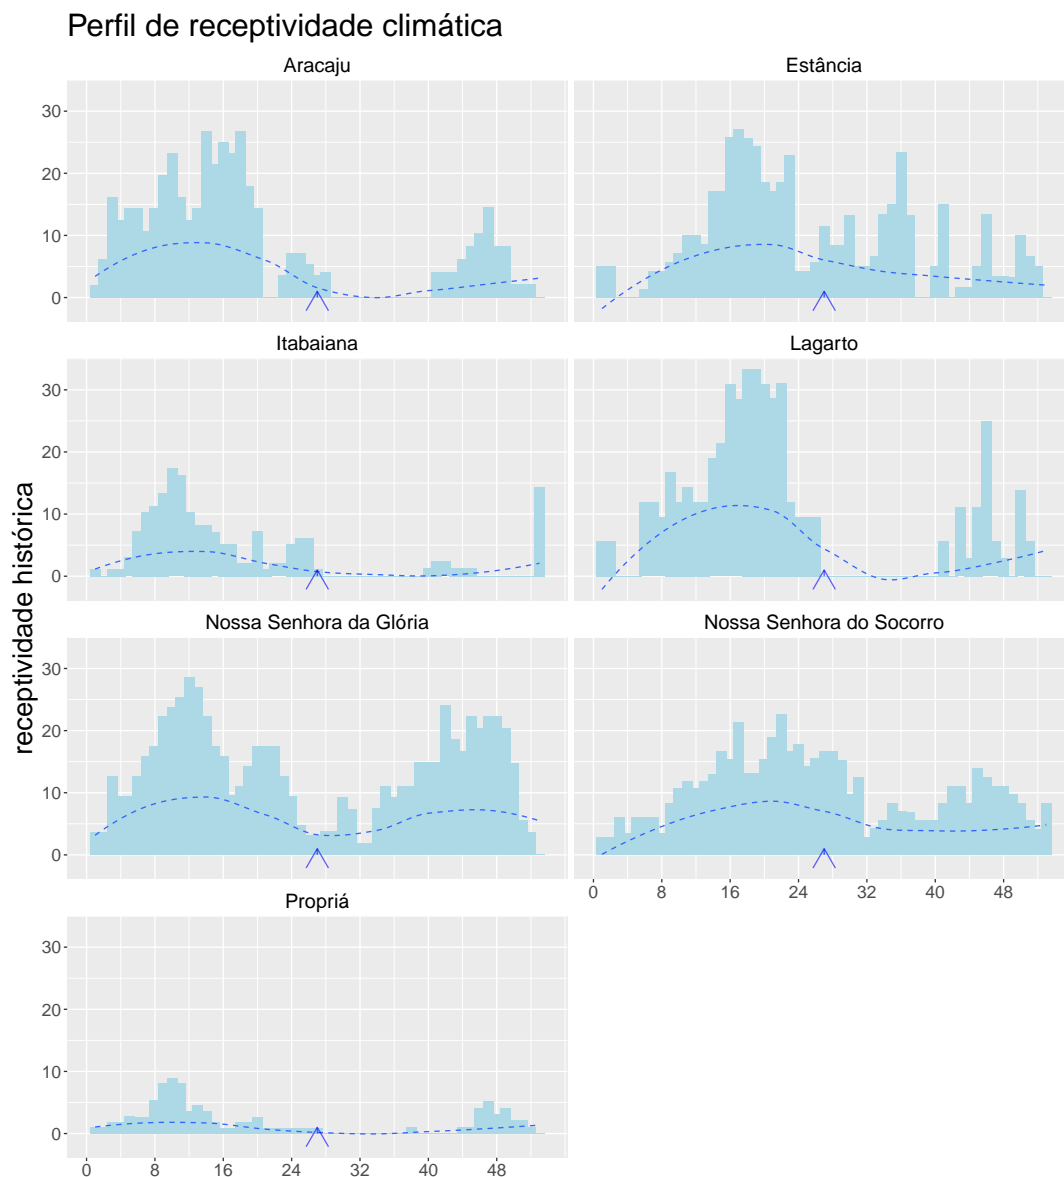 Perfil de receptividade climática
Aracaju
Estância
30
20
10
0
Itabaiana
Lagarto
30
20
10
0
receptividade histórica
Nossa Senhora da Glória
Nossa Senhora do Socorro
30
20
10
0
0 8 16 24 32 40 48
Propriá
30
20
10
0
0 8 16 24 32 40 48